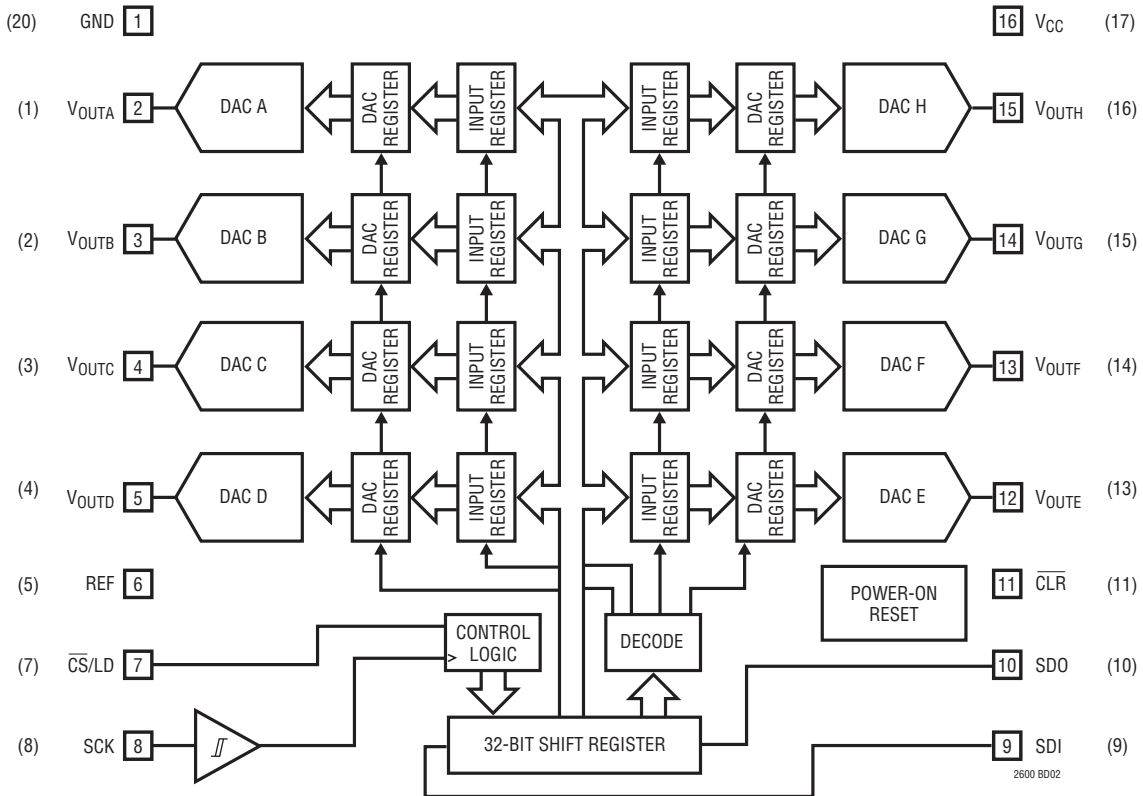 (20) GND 1 16 VCC (17)
(1) VOUTA 2 DAC A DAC REGISTER INPUT REGISTER INPUT REGISTER DAC REGISTER DAC H 15 VOUTH (16)
(2) VOUTB 3 DAC B DAC REGISTER INPUT REGISTER INPUT REGISTER DAC REGISTER DAC G 14 VOUTG (15)
(3) VOUTC 4 DAC C DAC REGISTER INPUT REGISTER INPUT REGISTER DAC REGISTER DAC F 13 VOUTF (14)
(4) VOUTD 5 DAC D DAC REGISTER INPUT REGISTER INPUT REGISTER DAC REGISTER DAC E 12 VOUTE (13)
(5) REF 6 POWER-ON RESET 11 C̅L̅R̅ (11)
(7) C̅S̅/LD 7 CONTROL LOGIC > DECODE 10 SDO (10)
(8) SCK 8 32-BIT SHIFT REGISTER 9 SDI (9)
2600 BD02